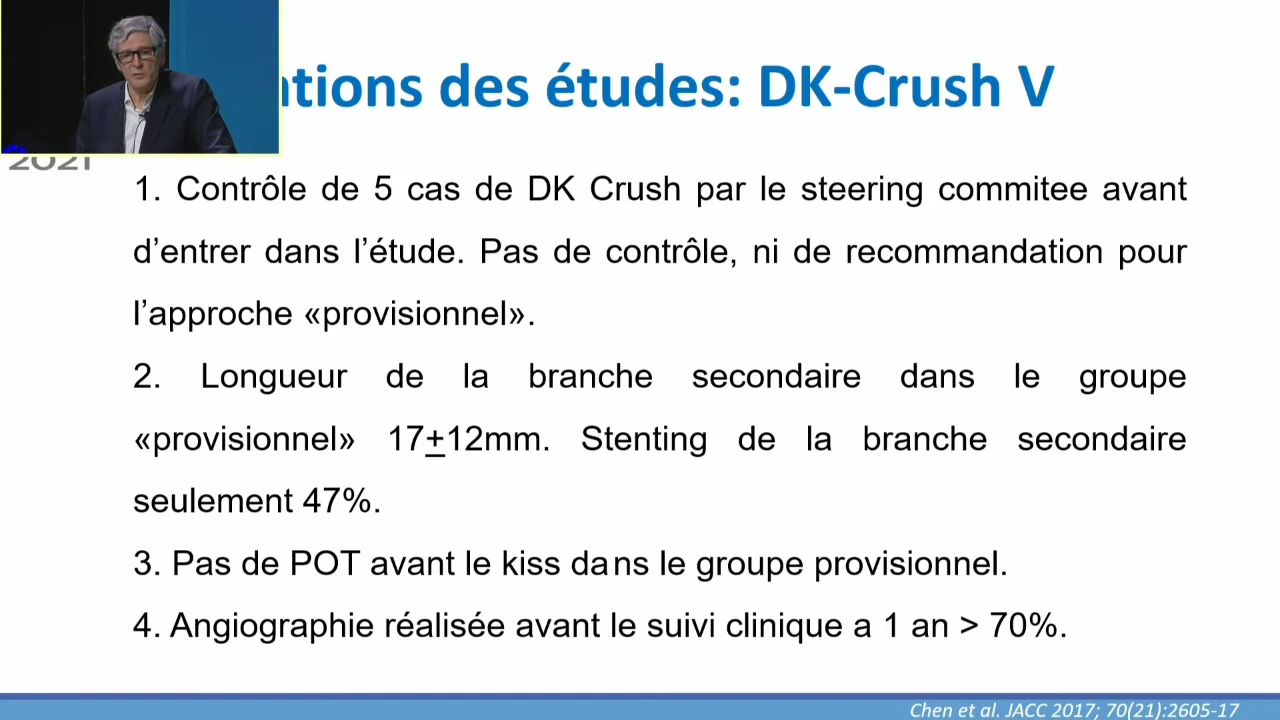 ations des études: DK-Crush V
2021
1. Contrôle de 5 cas de DK Crush par le steering commitee avant
d’entrer dans l’étude. Pas de contrôle, ni de recommandation pour
l’approche «provisionnel».
2. Longueur de la branche secondaire dans le groupe
«provisionnel» 17±12mm. Stenting de la branche secondaire
seulement 47%.
3. Pas de POT avant le kiss dans le groupe provisionnel.
4. Angiographie réalisée avant le suivi clinique a 1 an > 70%.
Chen et al. JACC 2017; 70(21):2605-17